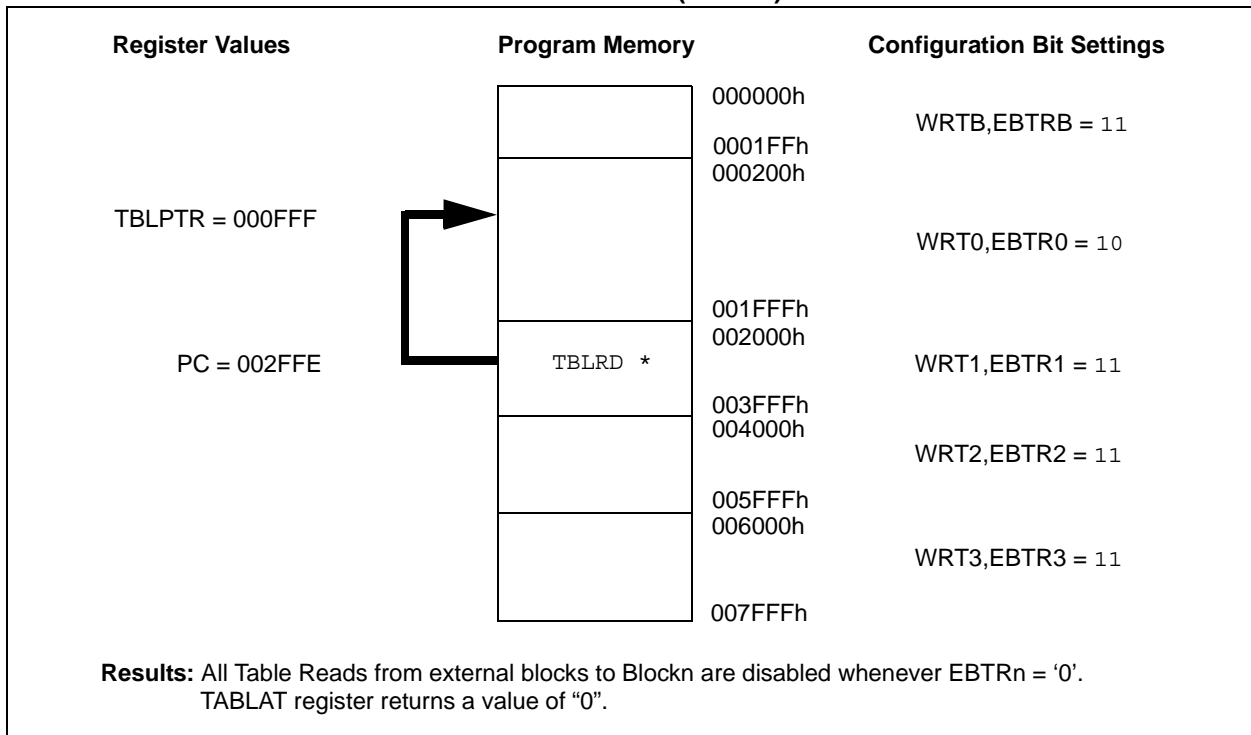 Register Values Program Memory Configuration Bit Settings
000000h
WRTB,EBTRB = 11
0001FFh
000200h
TBLPTR = 000FFF
WRT0,EBTR0 = 10
001FFFh
002000h
PC = 002FFE TBLRD * WRT1,EBTR1 = 11
003FFFh
004000h
WRT2,EBTR2 = 11
005FFFh
006000h
WRT3,EBTR3 = 11
007FFFh
Results: All Table Reads from external blocks to Blockn are disabled whenever EBTRn = ‘0’.
TABLAT register returns a value of “0”.